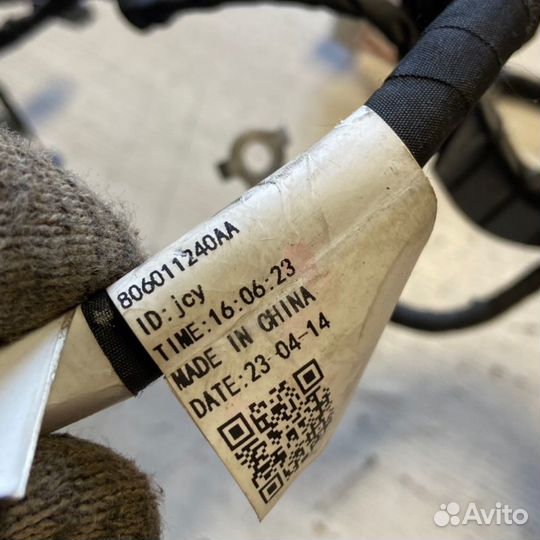 806011240AA
ID:jcy
TIME:16:06:23
MADE IN CHINA
DATE:23-04-14
Avito